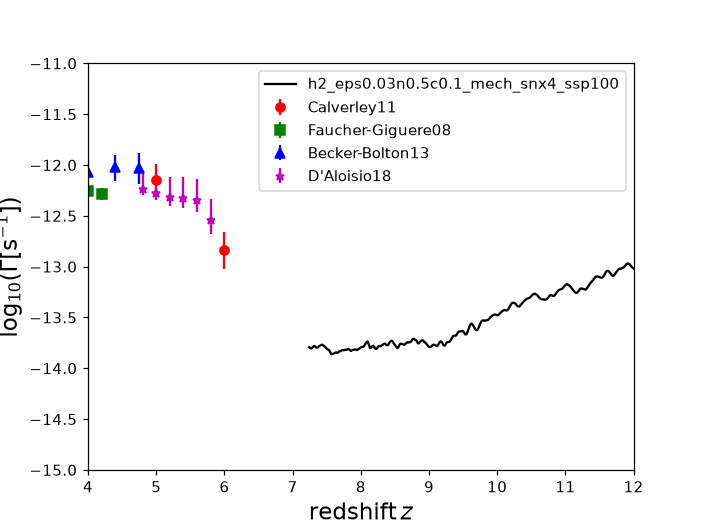 −11.0
−11.5
−12.0
−12.5
−13.0
−13.5
−14.0
−14.5
−15.0
log₁₀(Γ[s⁻¹])
h2_eps0.03n0.5c0.1_mech_snx4_ssp100
Calverley11
Faucher-Giguere08
Becker-Bolton13
D'Aloisio18
4 5 6 7 8 9 10 11 12
redshift z